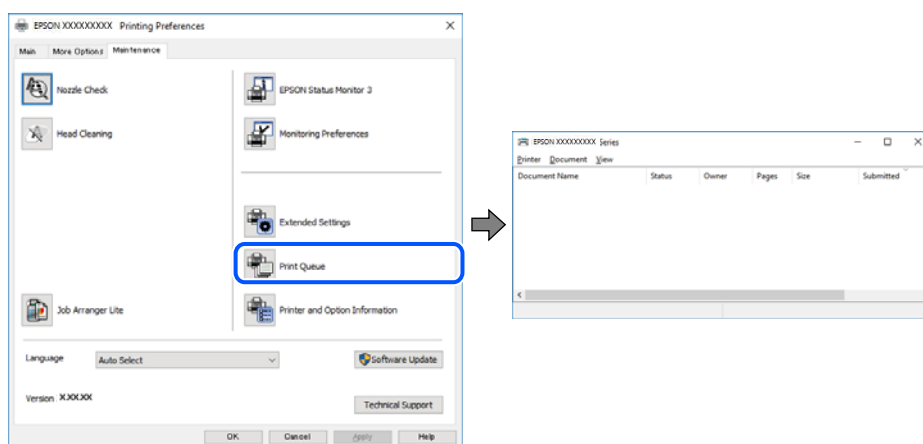 EPSON XXXXXXXXX Printing Preferences
Main More Options Maintenance
Nozzle Check
EPSON Status Monitor 3
Head Cleaning
Monitoring Preferences
Extended Settings
Print Queue
Job Arranger Lite
Printer and Option Information
Language Auto Select Software Update
Version X.XX.XX
Technical Support
OK Cancel Apply Help
EPSON XXXXXXXXX Series
Printer Document View
Document Name Status Owner Pages Size Submitted